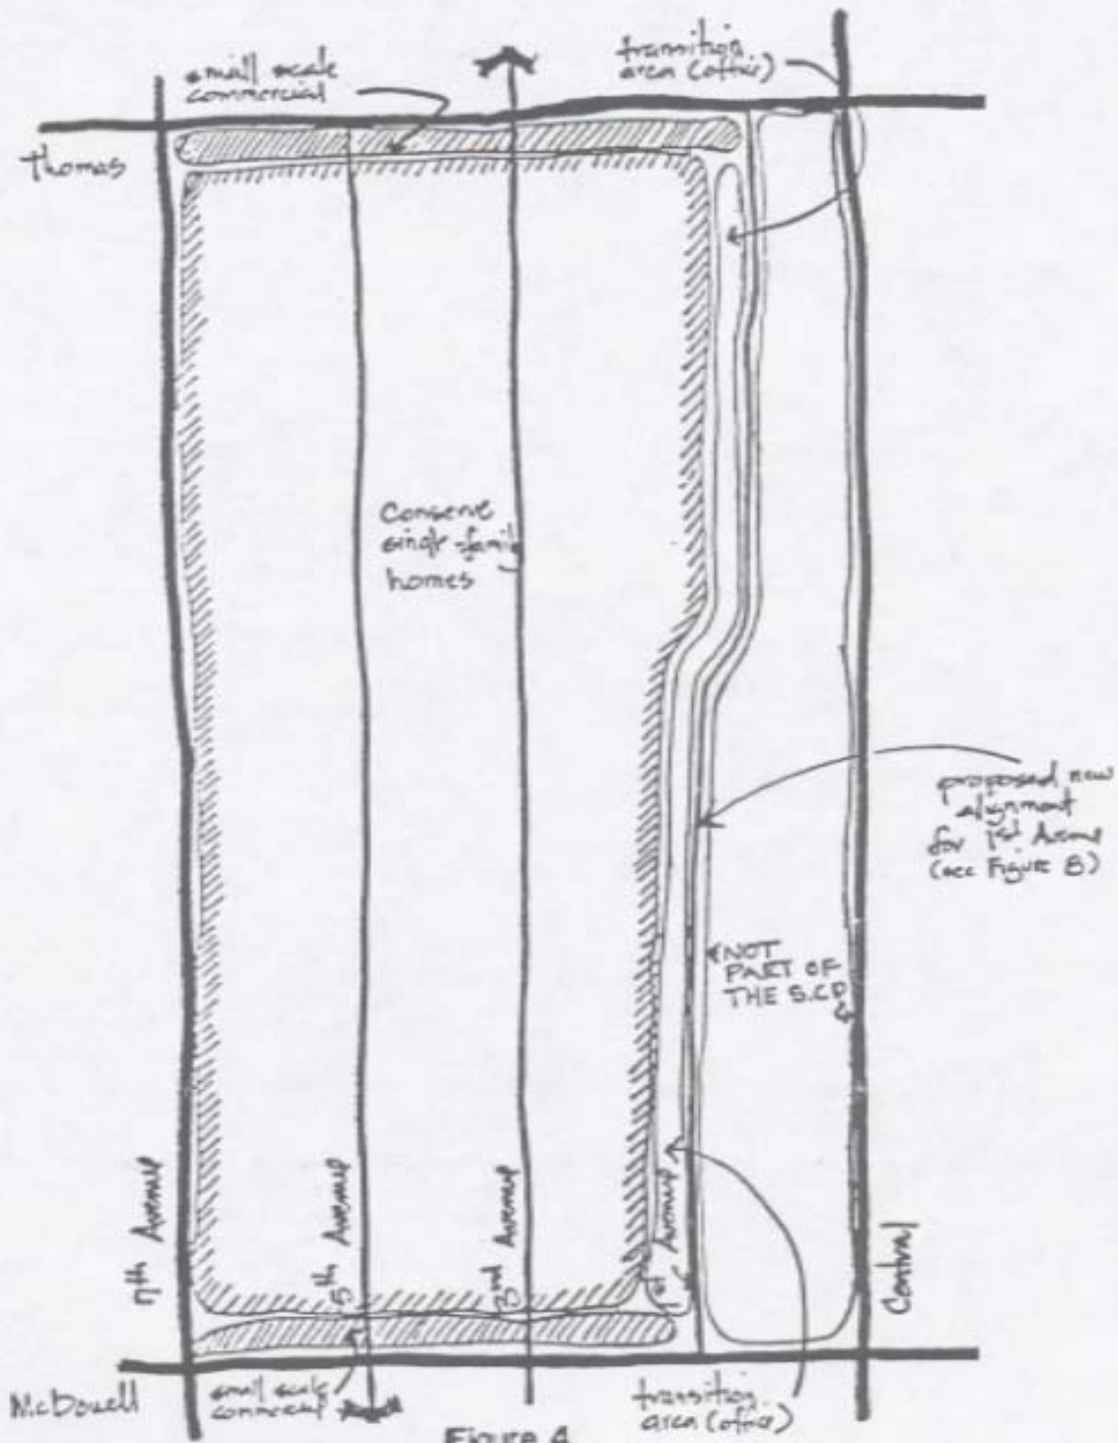 small scale
commercial
transition
area (office)
Thomas
Conserve
single-family
homes
proposed new
alignment
for 1st Avenue
(see Figure 8)
NOT
PART OF
THE S.C.D
7th Avenue
5th Avenue
3rd Avenue
1st Avenue
Central
McDowell
small scale
commercial
transition
area (office)
Figure 4